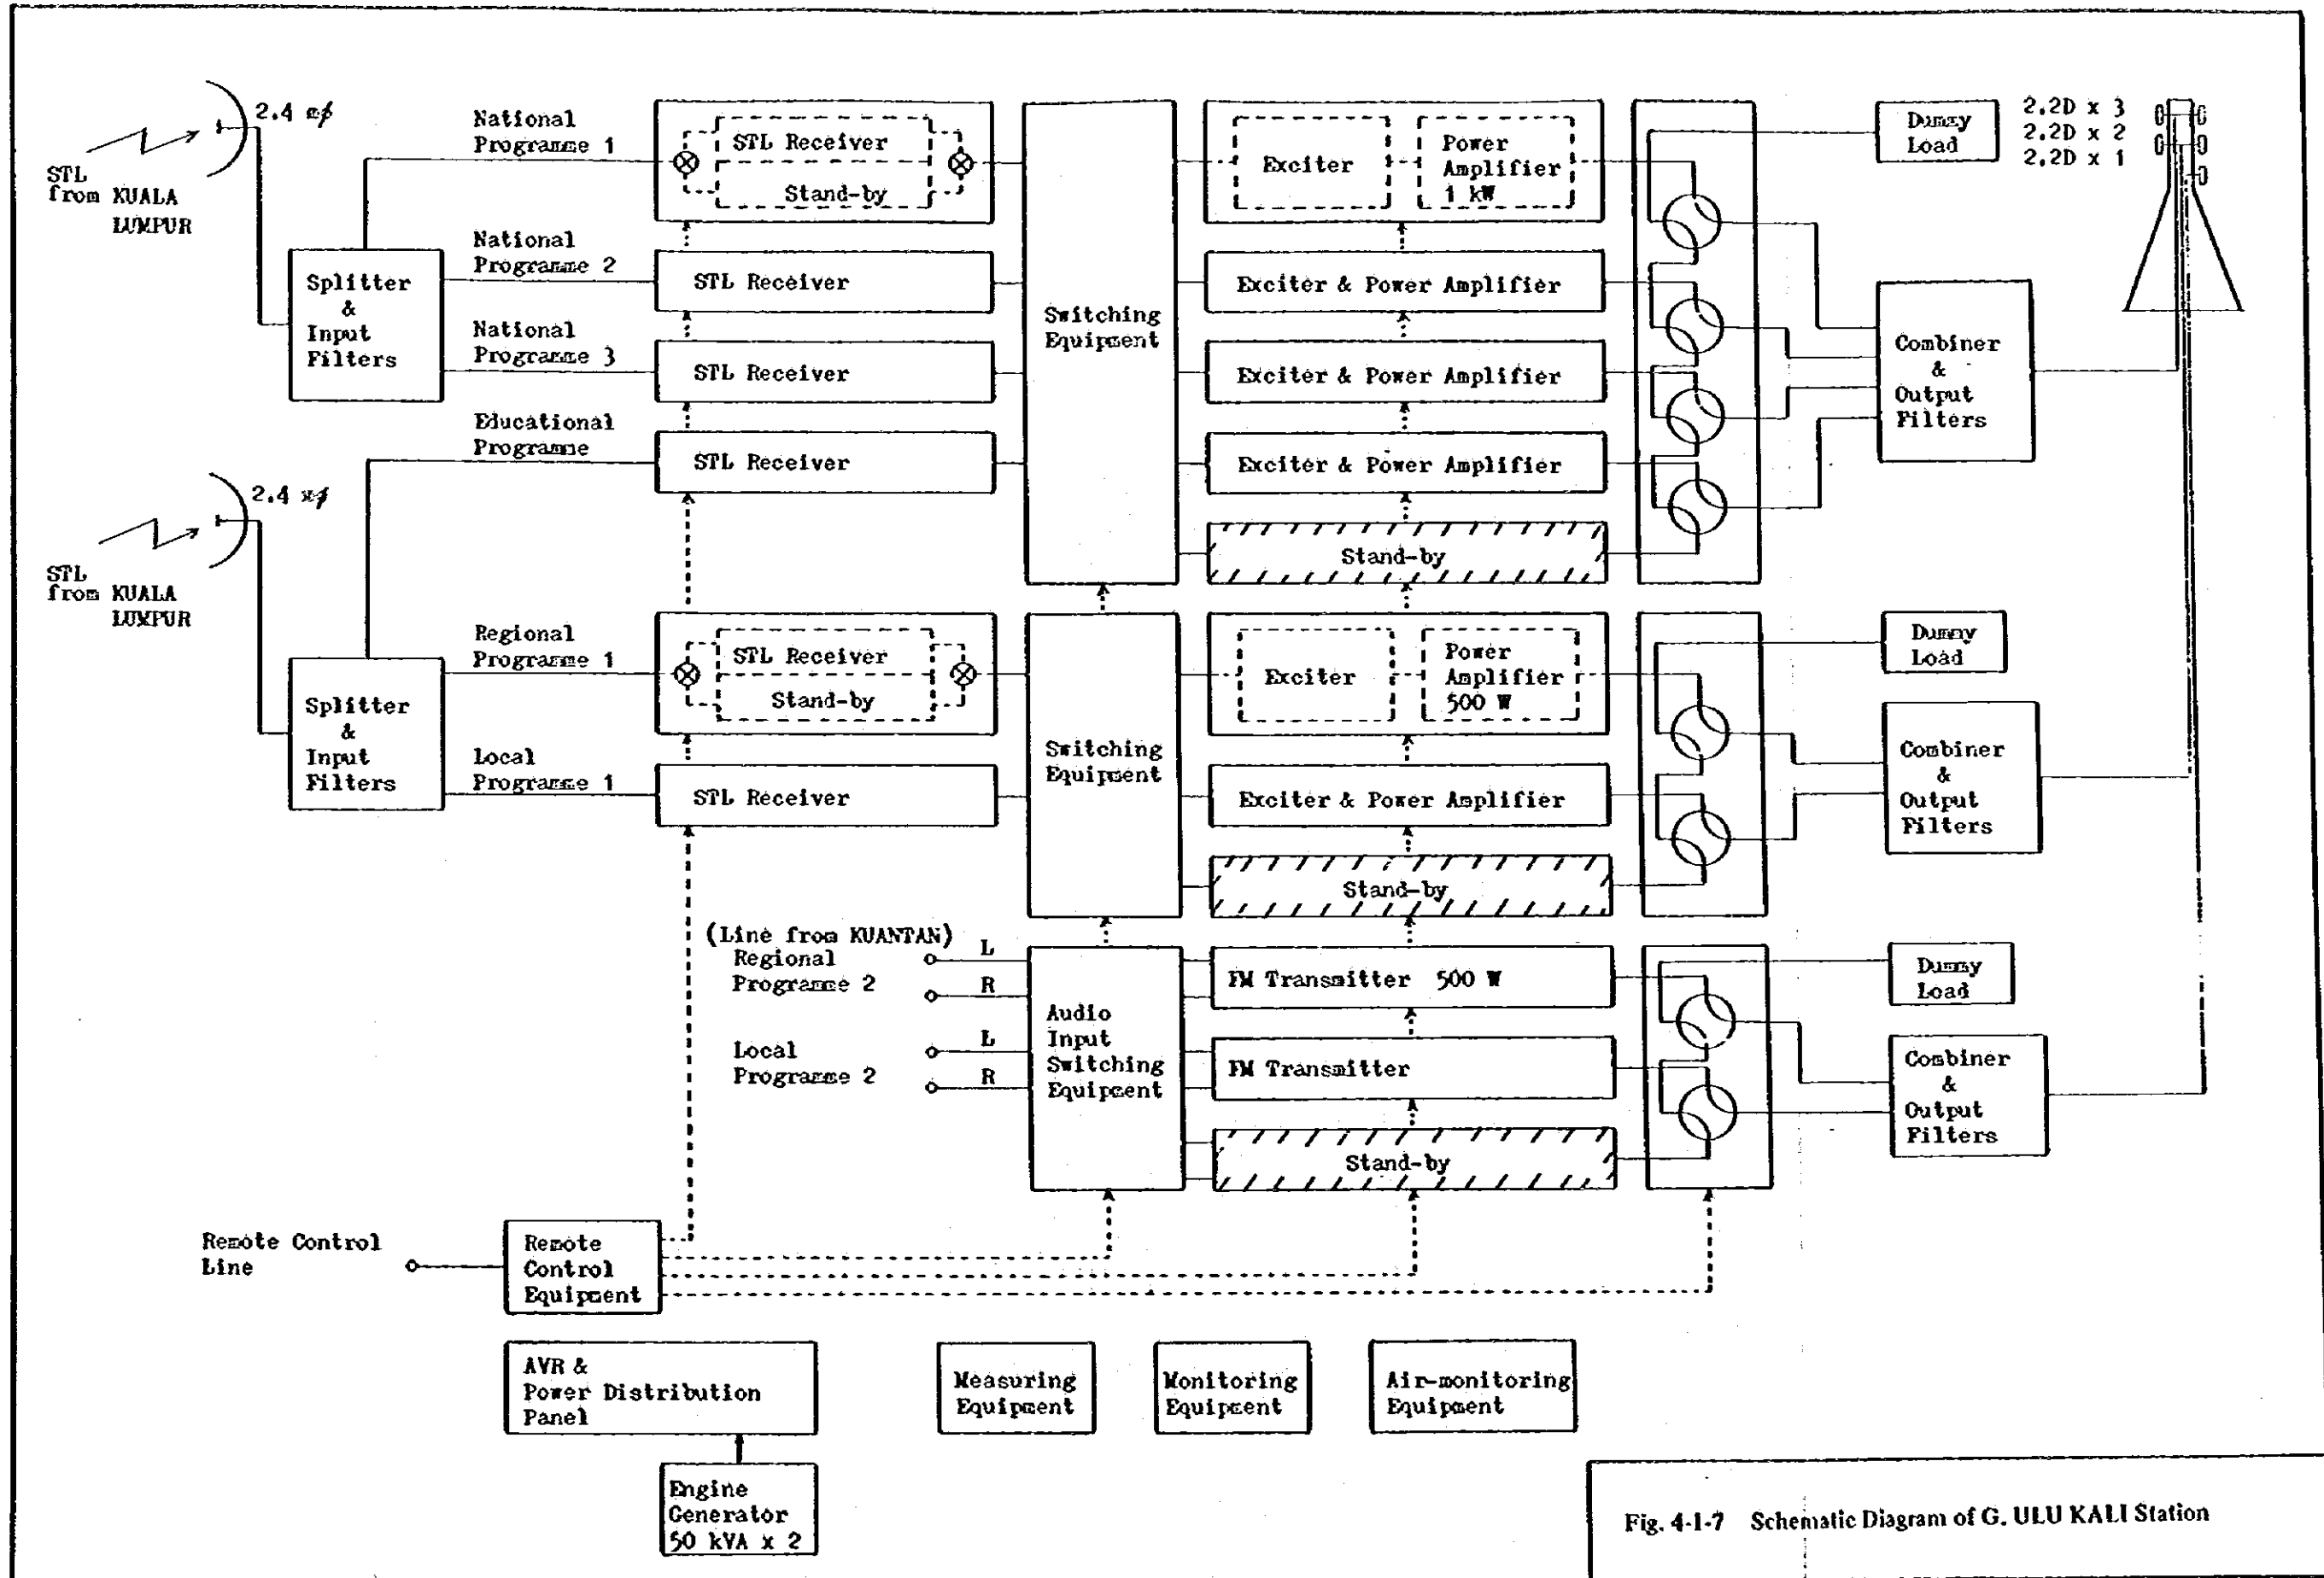 2.4 mφ
STL
from KUALA
LUMPUR
Splitter
&
Input
Filters
National
Programme 1
National
Programme 2
National
Programme 3
Educational
Programme
STL Receiver
Stand-by
STL Receiver
STL Receiver
STL Receiver
Switching
Equipment
Exciter
Power
Amplifier
1 kW
Exciter & Power Amplifier
Exciter & Power Amplifier
Exciter & Power Amplifier
Stand-by
Dummy
Load
2.2D x 3
2.2D x 2
2.2D x 1
Combiner
&
Output
Filters
2.4 mφ
STL
from KUALA
LUMPUR
Splitter
&
Input
Filters
Regional
Programme 1
Local
Programme 1
STL Receiver
Stand-by
STL Receiver
Switching
Equipment
Exciter
Power
Amplifier
500 W
Exciter & Power Amplifier
Stand-by
Dummy
Load
Combiner
&
Output
Filters
(Line from KUANTAN)
Regional
Programme 2
L
R
Local
Programme 2
L
R
Audio
Input
Switching
Equipment
FM Transmitter 500 W
FM Transmitter
Stand-by
Dummy
Load
Combiner
&
Output
Filters
Remote Control
Line
Remote
Control
Equipment
AVR &
Power Distribution
Panel
Engine
Generator
50 kVA x 2
Measuring
Equipment
Monitoring
Equipment
Air-monitoring
Equipment
Fig. 4-1-7 Schematic Diagram of G. ULU KALI Station